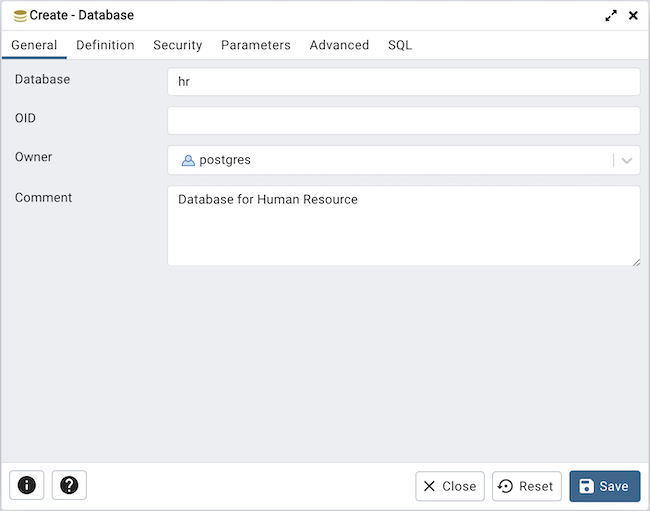 Create - Database
General Definition Security Parameters Advanced SQL
Database hr
OID
Owner postgres
Comment Database for Human Resource
Close Reset Save